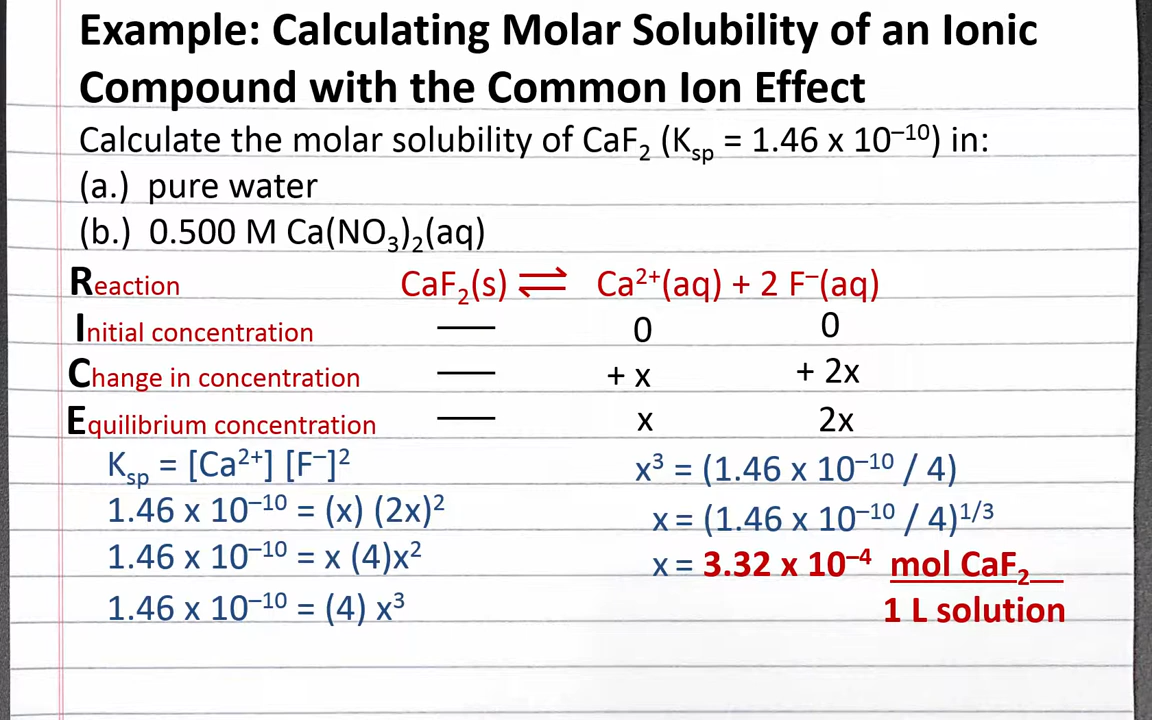 Example: Calculating Molar Solubility of an Ionic
Compound with the Common Ion Effect
Calculate the molar solubility of CaF₂ (Kₛₚ = 1.46 x 10⁻¹⁰) in:
(a.) pure water
(b.) 0.500 M Ca(NO₃)₂(aq)
Reaction CaF₂(s) ⇌ Ca²⁺(aq) + 2 F⁻(aq)
Initial concentration —— 0 0
Change in concentration —— + x + 2x
Equilibrium concentration —— x 2x
Kₛₚ = [Ca²⁺] [F⁻]²
1.46 x 10⁻¹⁰ = (x) (2x)²
1.46 x 10⁻¹⁰ = x (4)x²
1.46 x 10⁻¹⁰ = (4) x³
x³ = (1.46 x 10⁻¹⁰ / 4)
x = (1.46 x 10⁻¹⁰ / 4)¹ᐟ³
x = 3.32 x 10⁻⁴ mol CaF₂
1 L solution